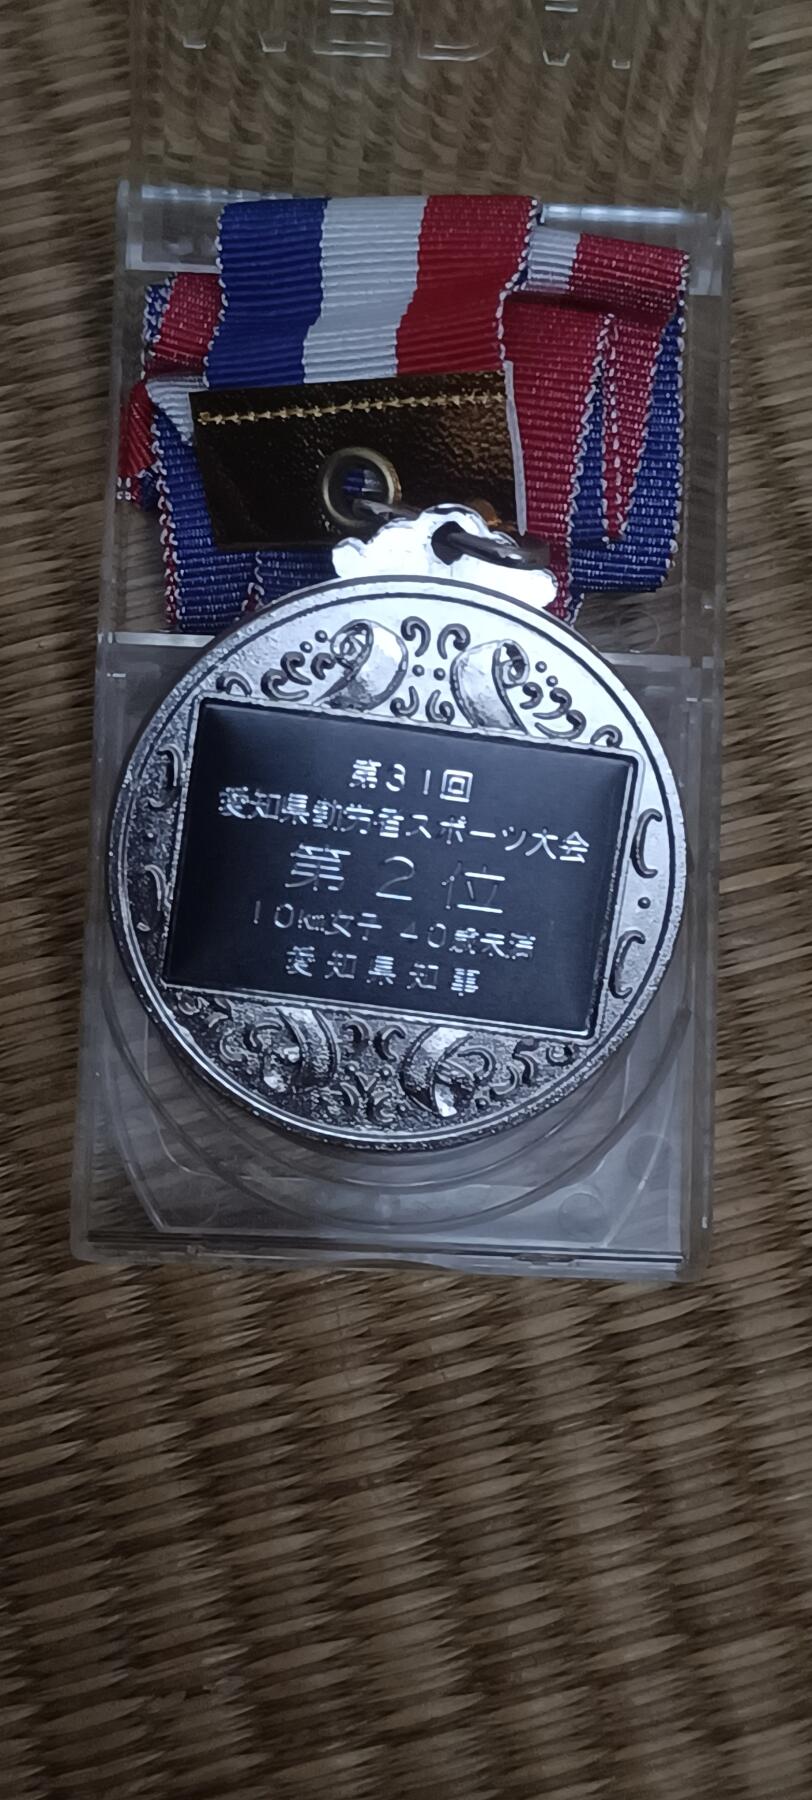 MEDAL
第31回
愛知県勤労者スポーツ大会
第2位
10km女子 40歳未満
愛知県知事